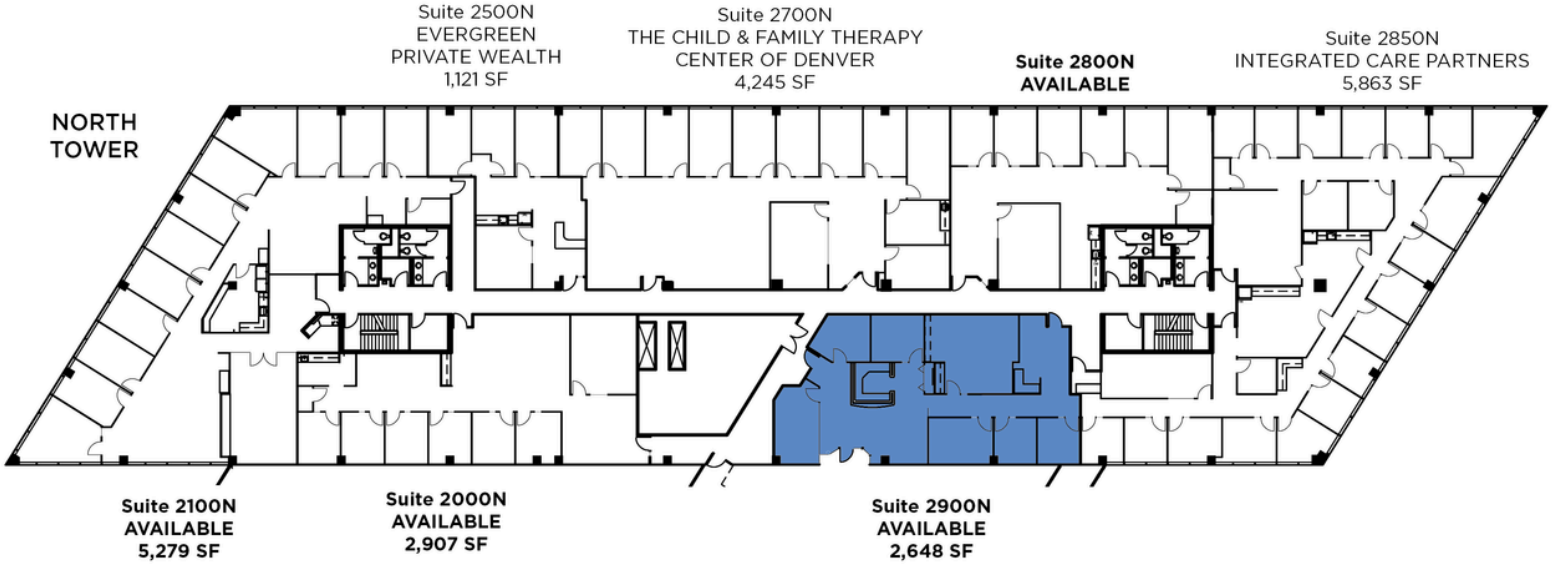 Suite 2500N
EVERGREEN
PRIVATE WEALTH
1,121 SF
Suite 2700N
THE CHILD & FAMILY THERAPY
CENTER OF DENVER
4,245 SF
Suite 2800N
AVAILABLE
Suite 2850N
INTEGRATED CARE PARTNERS
5,863 SF
NORTH
TOWER
Suite 2100N
AVAILABLE
5,279 SF
Suite 2000N
AVAILABLE
2,907 SF
Suite 2900N
AVAILABLE
2,648 SF